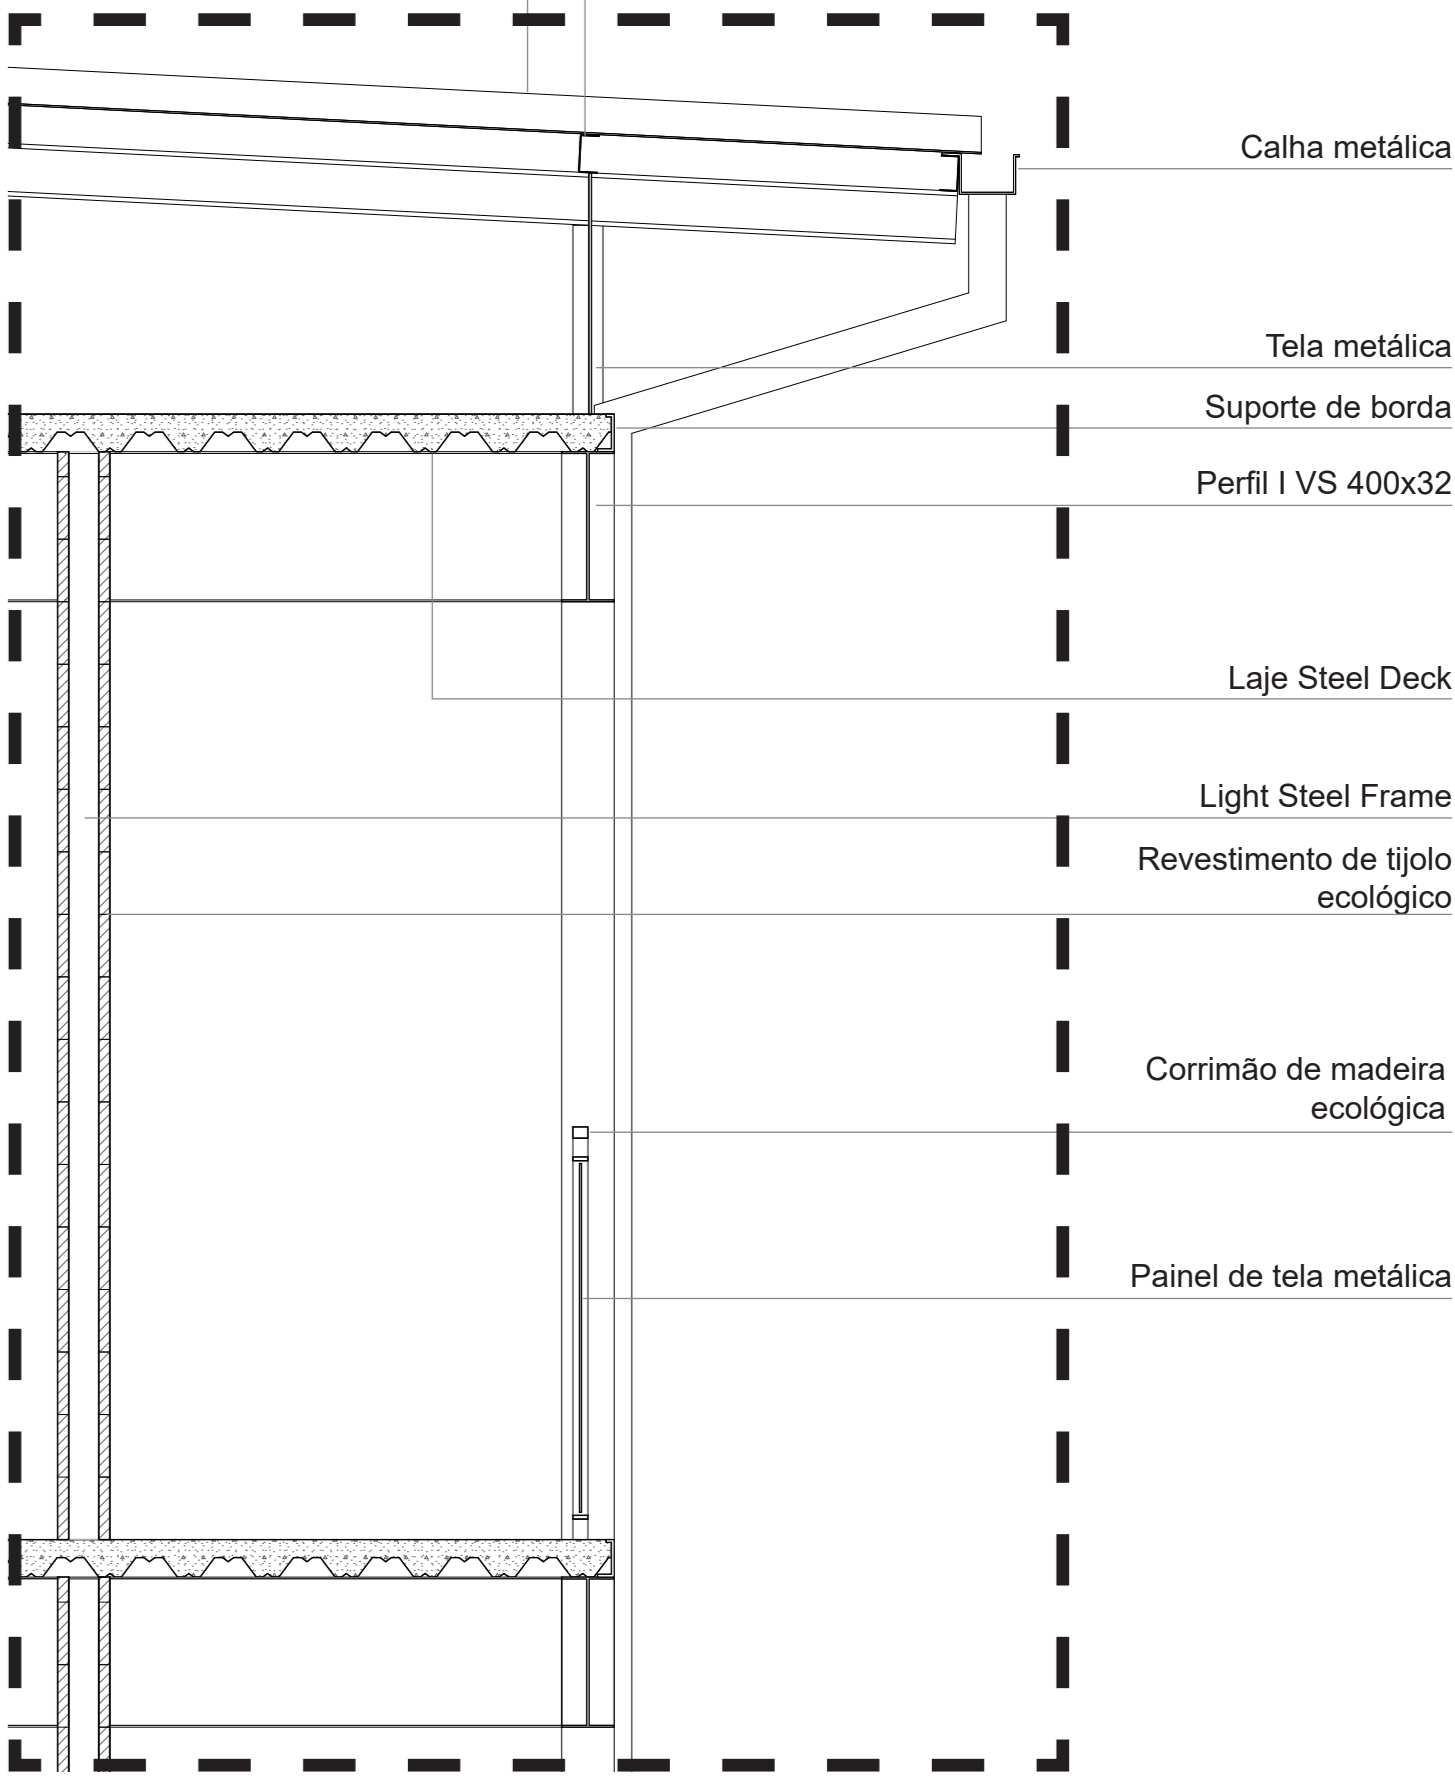 Calha metálica
Tela metálica
Suporte de borda
Perfil I VS 400x32
Laje Steel Deck
Light Steel Frame
Revestimento de tijolo
ecológico
Corrimão de madeira
ecológica
Painel de tela metálica